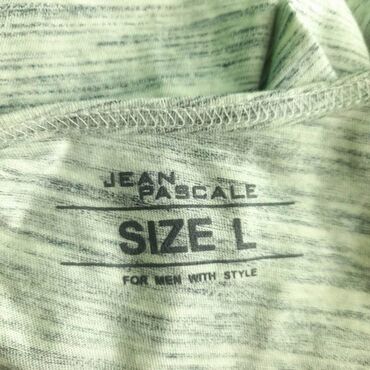 JEAN
PASCALE
SIZE L
FOR MEN WITH STYLE